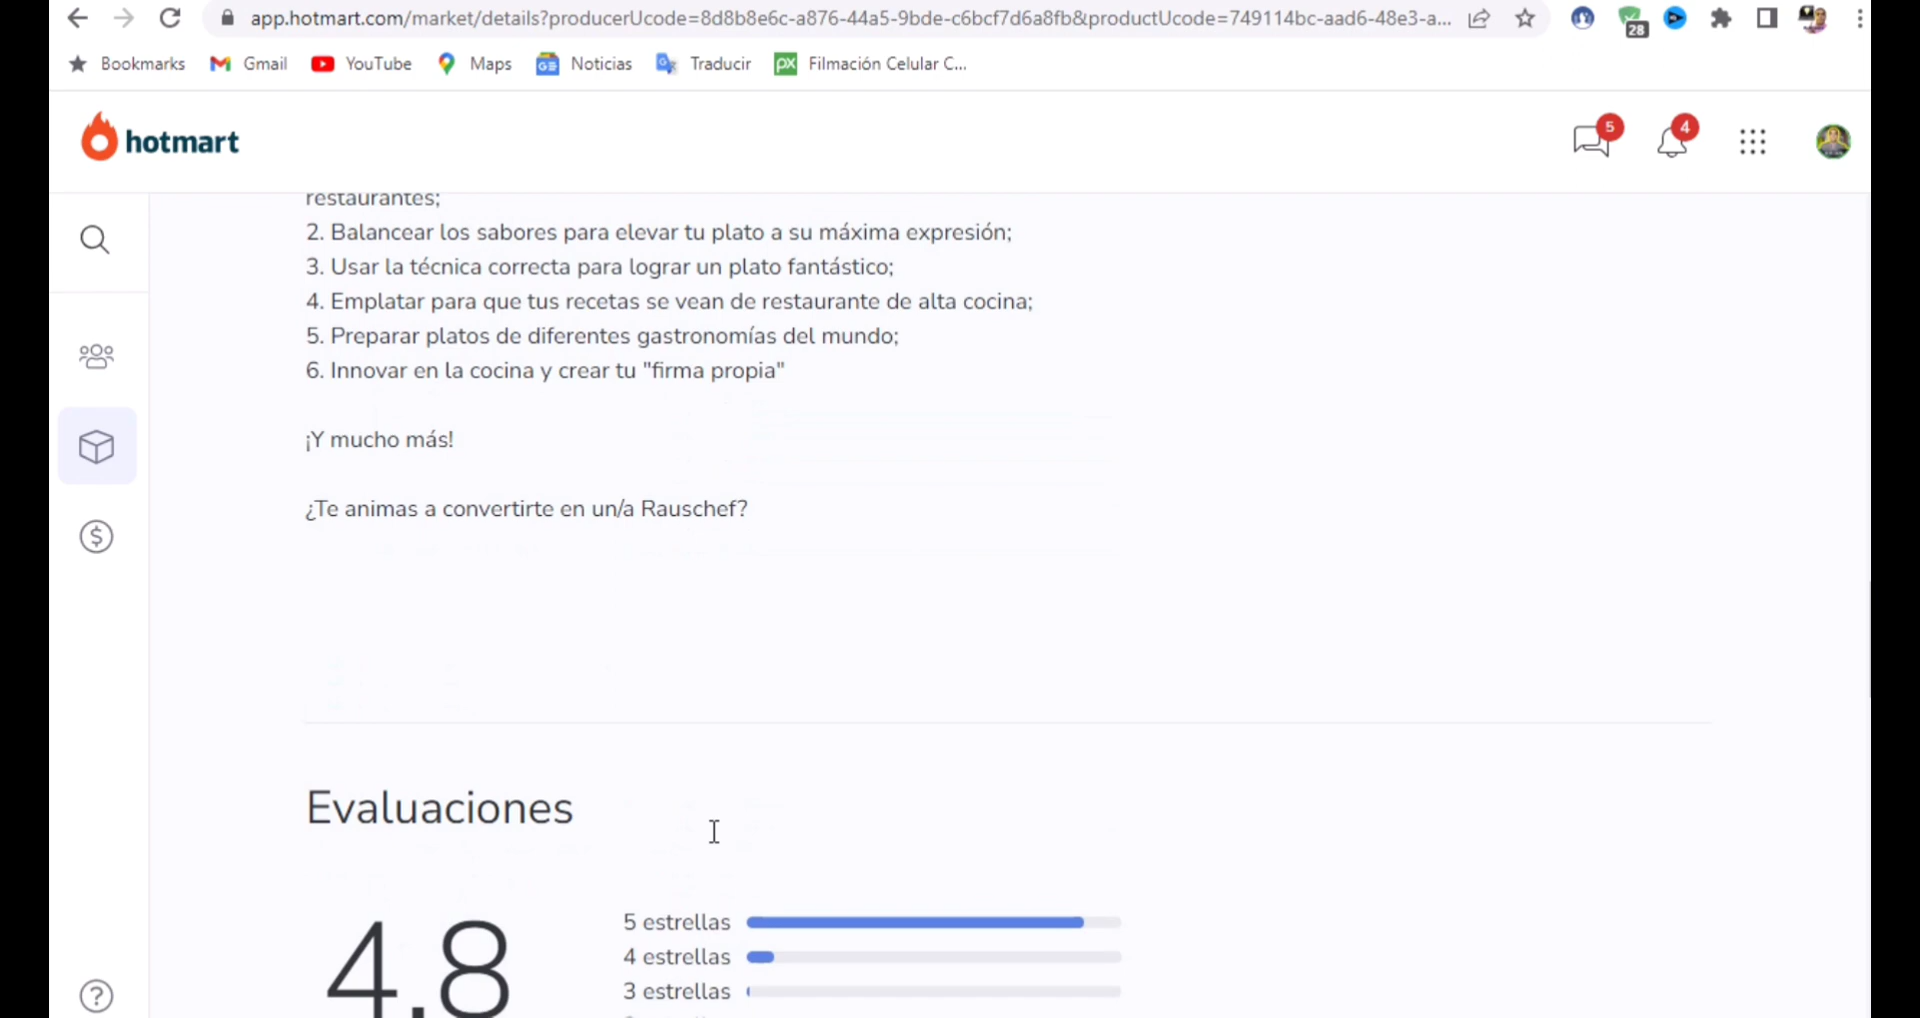 app.hotmart.com/market/details?producerUcode=8d8b8e6c-a876-44a5-9bde-c6bcf7d6a8fb&productUcode=749114bc-aad6-48e3-a...
28
Bookmarks
Gmail
YouTube
Maps
Noticias
Traducir
Filmación Celular C...
hotmart
5
4
restaurantes;
2. Balancear los sabores para elevar tu plato a su máxima expresión;
3. Usar la técnica correcta para lograr un plato fantástico;
4. Emplatar para que tus recetas se vean de restaurante de alta cocina;
5. Preparar platos de diferentes gastronomías del mundo;
6. Innovar en la cocina y crear tu "firma propia"
¡Y mucho más!
¿Te animas a convertirte en un/a Rauschef?
Evaluaciones
4.8
5 estrellas
4 estrellas
3 estrellas